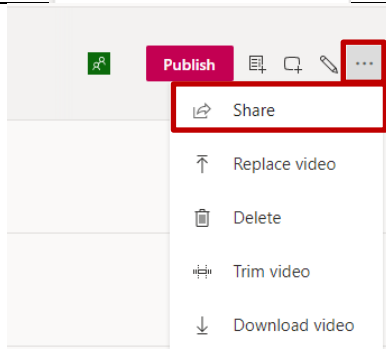 Publish
Share
Replace video
Delete
Trim video
Download video